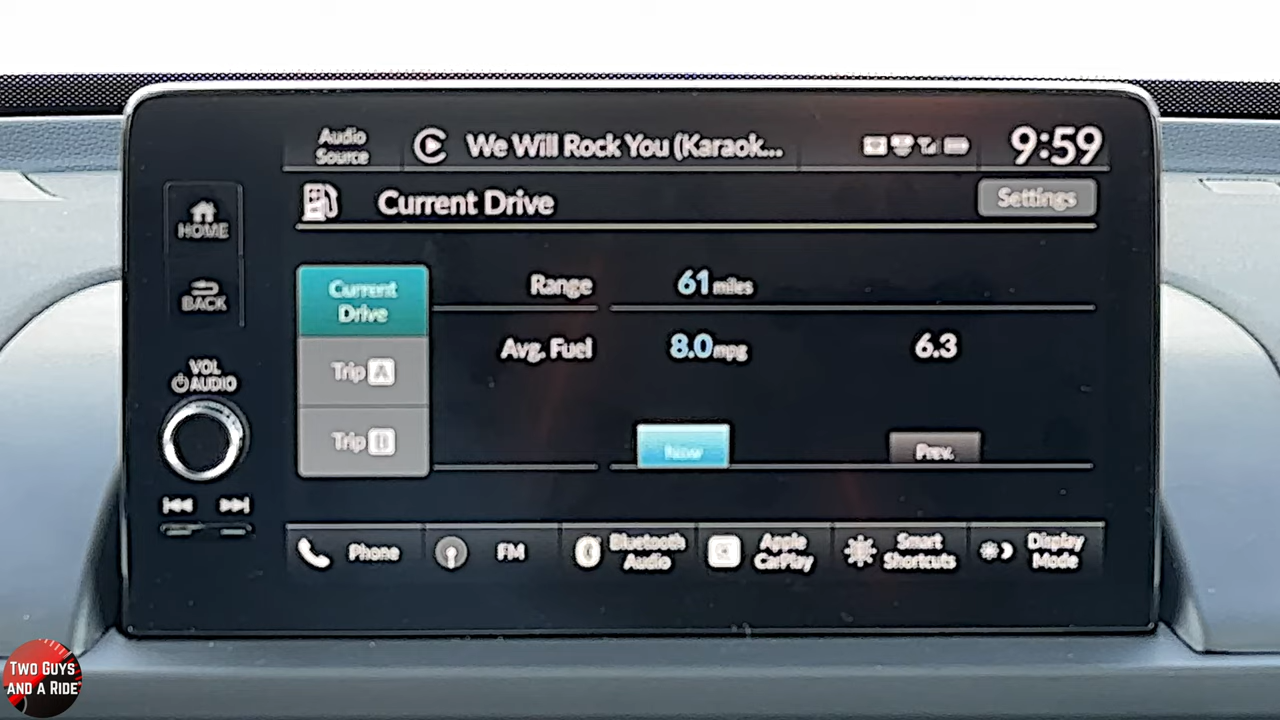 Audio
Source
We Will Rock You (Karaok...
9:59
HOME
Current Drive
Settings
BACK
Current
Drive
Range
61 miles
Trip A
Avg. Fuel
8.0 mpg
6.3
VOL
AUDIO
Trip B
Now
Prev.
Phone
FM
Bluetooth
Audio
Apple
CarPlay
Smart
Shortcuts
Display
Mode
TWO GUYS
AND A RIDE